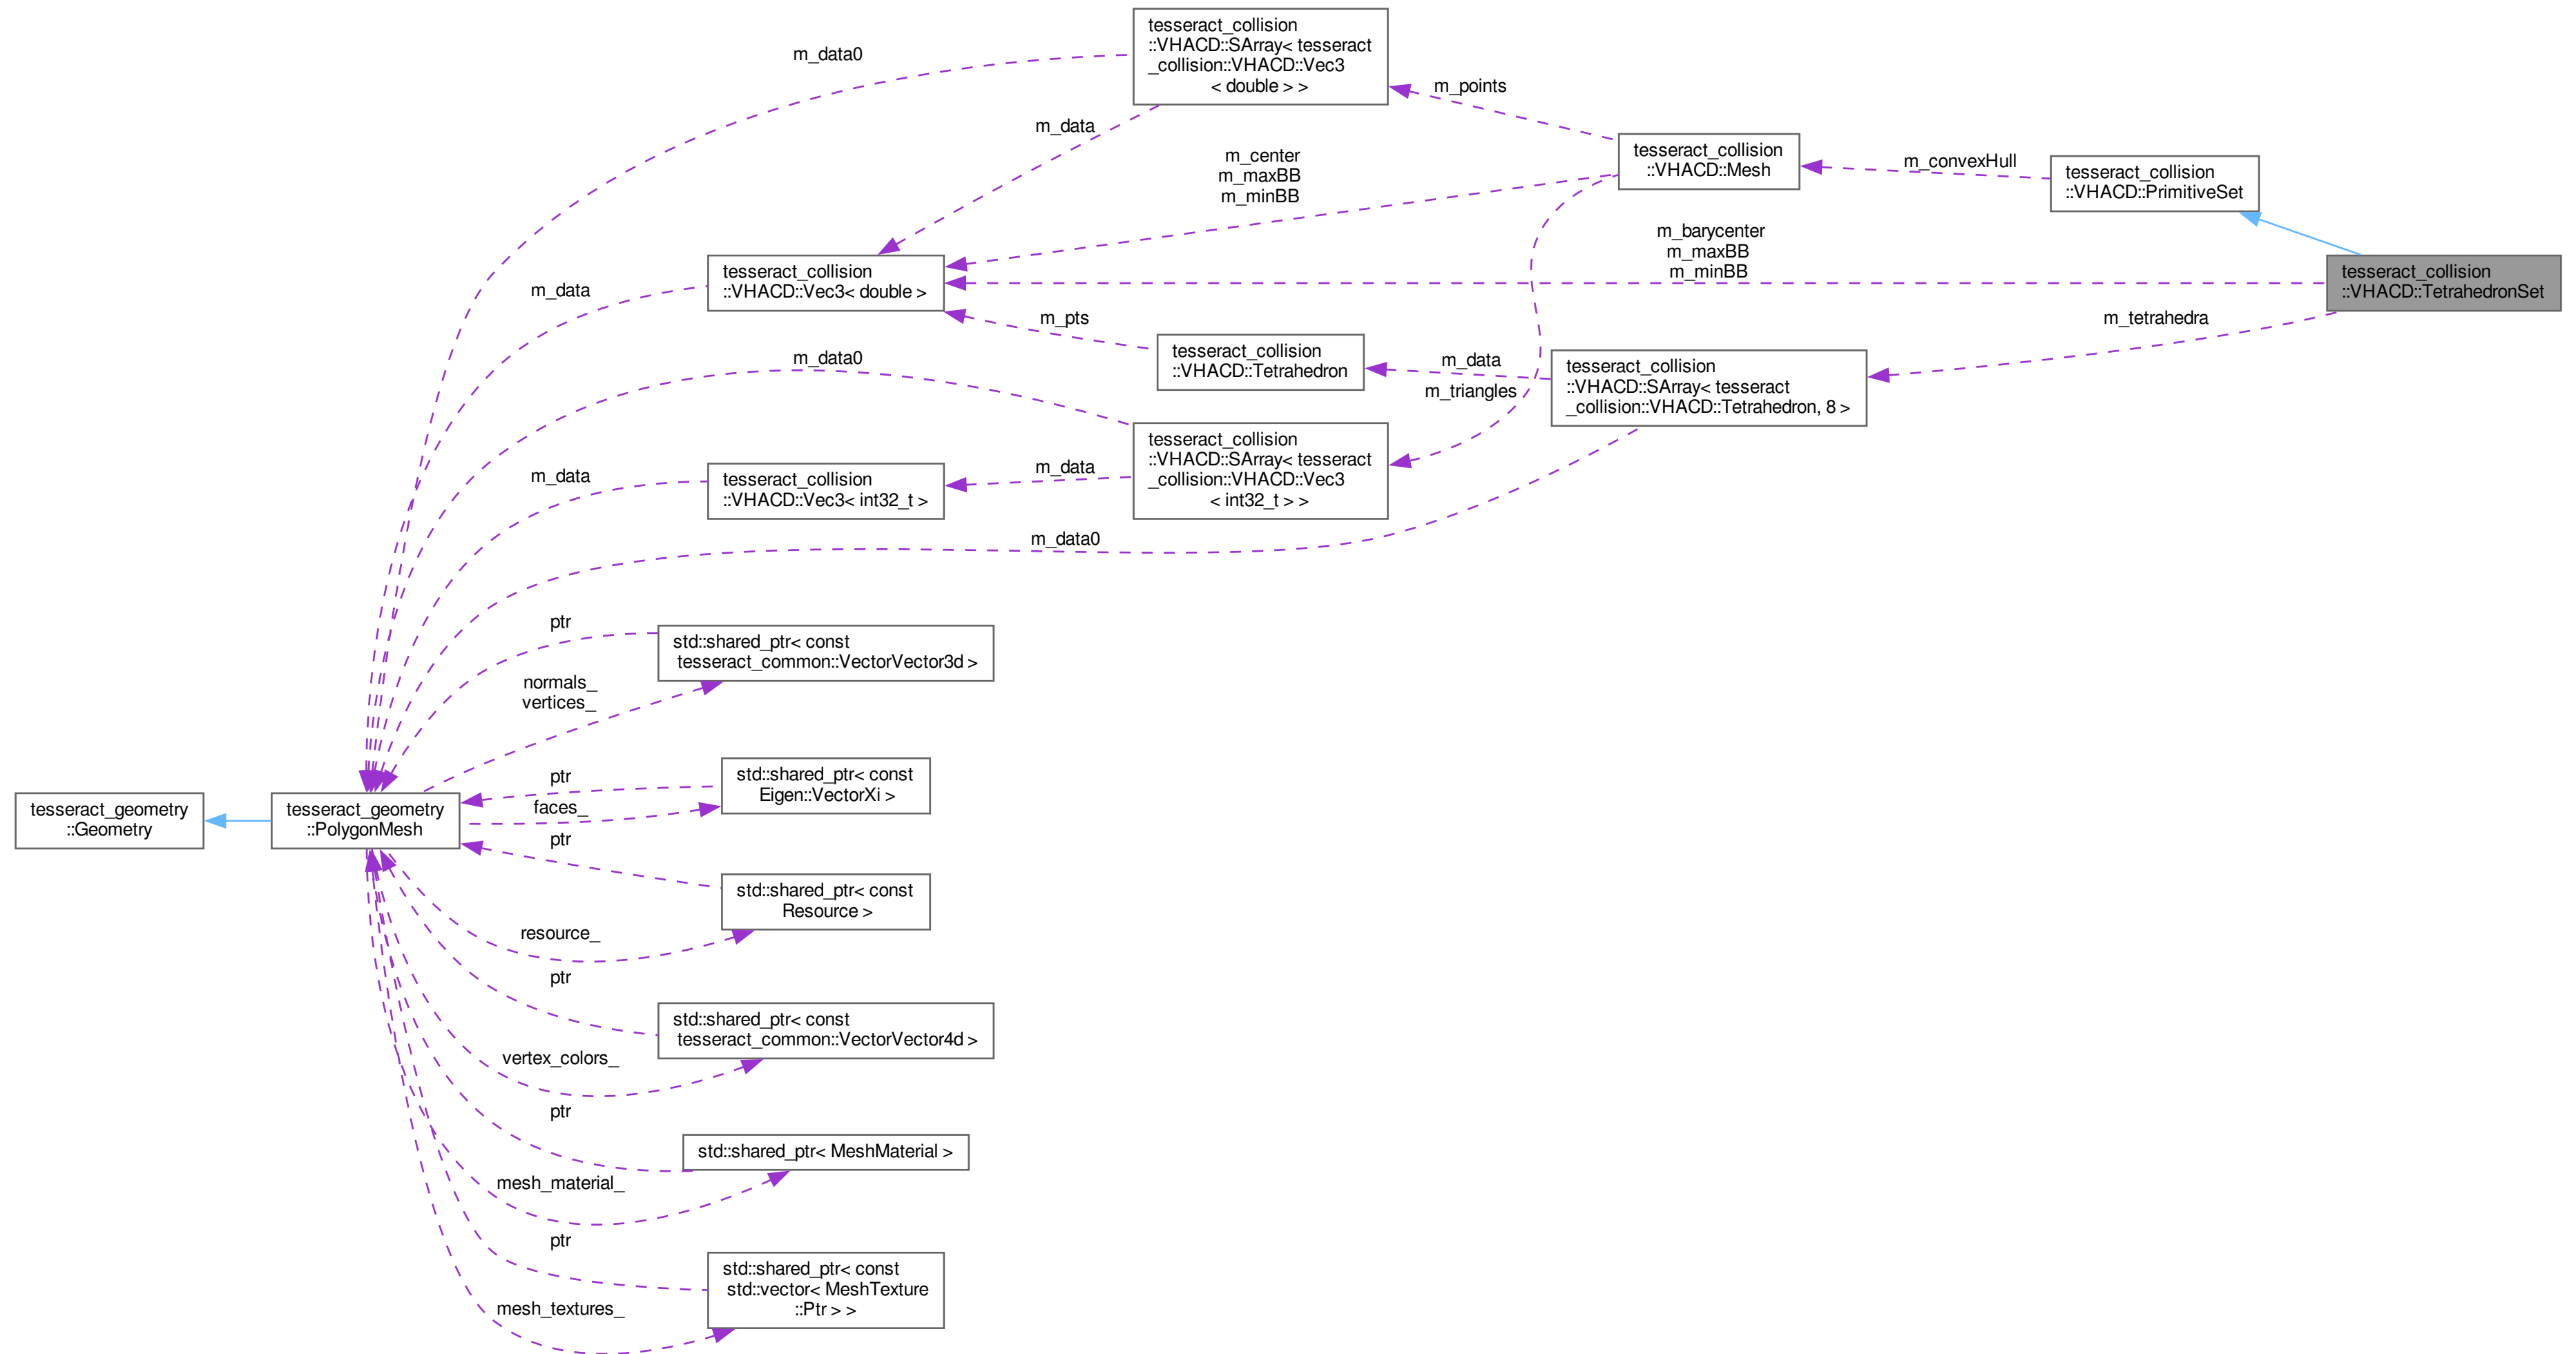 tesseract_collision
::VHACD::SArray< tesseract
_collision::VHACD::Vec3
< double > >
m_data0
m_points
m_data
tesseract_collision
::VHACD::Mesh
m_center
m_maxBB
m_minBB
m_convexHull
tesseract_collision
::VHACD::PrimitiveSet
m_barycenter
m_maxBB
m_minBB
tesseract_collision
::VHACD::Vec3< double >
tesseract_collision
::VHACD::TetrahedronSet
m_data
m_pts
m_tetrahedra
tesseract_collision
::VHACD::Tetrahedron
m_data
m_data0
tesseract_collision
::VHACD::SArray< tesseract
_collision::VHACD::Tetrahedron, 8 >
m_triangles
tesseract_collision
::VHACD::SArray< tesseract
_collision::VHACD::Vec3
< int32_t > >
m_data
m_data
tesseract_collision
::VHACD::Vec3< int32_t >
m_data0
ptr
std::shared_ptr< const
tesseract_common::VectorVector3d >
normals_
vertices_
ptr
std::shared_ptr< const
Eigen::VectorXi >
faces_
tesseract_geometry
::Geometry
tesseract_geometry
::PolygonMesh
ptr
std::shared_ptr< const
Resource >
resource_
ptr
std::shared_ptr< const
tesseract_common::VectorVector4d >
vertex_colors_
ptr
std::shared_ptr< MeshMaterial >
mesh_material_
ptr
std::shared_ptr< const
std::vector< MeshTexture
::Ptr > >
mesh_textures_